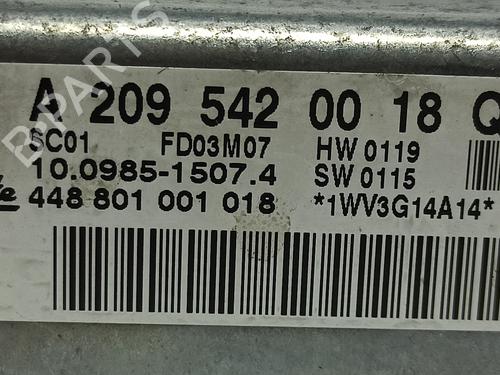 A 209 542 00 18 Q
SC01 FD03M07 HW 0119
10.0985-1507.4 SW 0115
448 801 001 018 *1WV3G14A14*